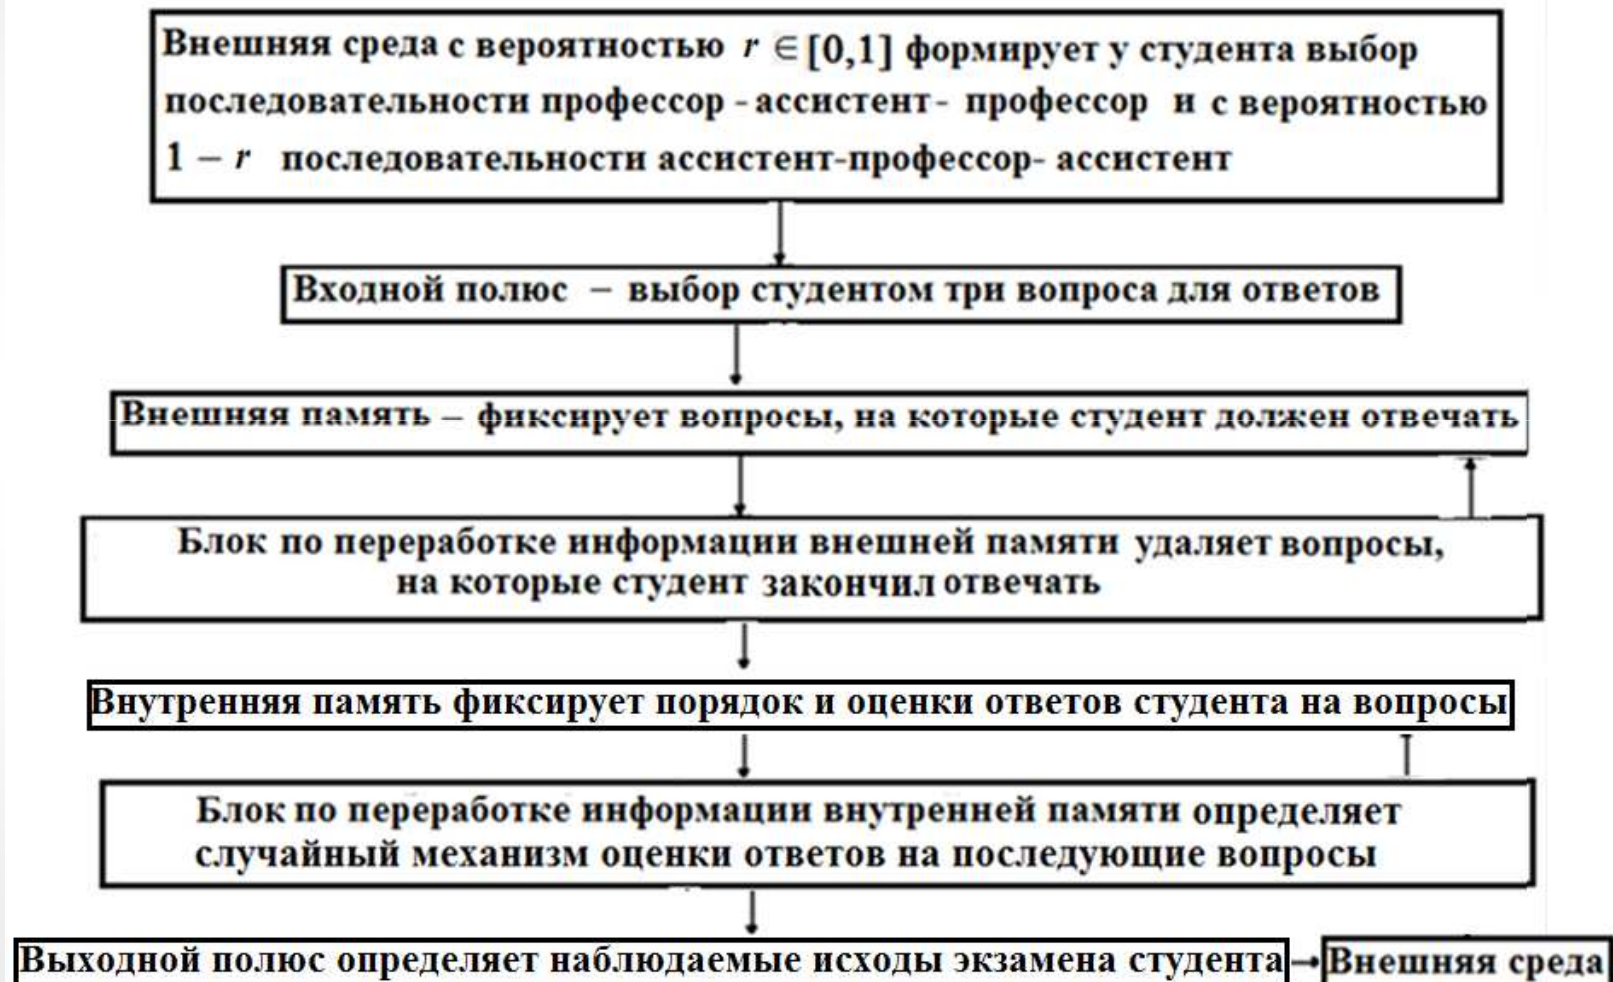 Внешняя среда с вероятностью r ∈ [0,1] формирует у студента выбор
последовательности профессор - ассистент- профессор и с вероятностью
1 – r последовательности ассистент-профессор- ассистент
Входной полюс – выбор студентом три вопроса для ответов
Внешняя память – фиксирует вопросы, на которые студент должен отвечать
Блок по переработке информации внешней памяти удаляет вопросы,
на которые студент закончил отвечать
Внутренняя память фиксирует порядок и оценки ответов студента на вопросы
Блок по переработке информации внутренней памяти определяет
случайный механизм оценки ответов на последующие вопросы
Выходной полюс определяет наблюдаемые исходы экзамена студента
Внешняя среда